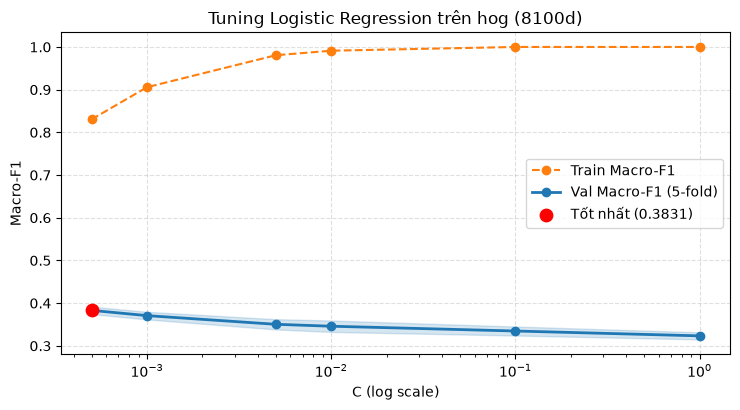 Tuning Logistic Regression trên hog (8100d)
Macro-F1
1.0
0.9
0.8
0.7
0.6
0.5
0.4
0.3
Train Macro-F1
Val Macro-F1 (5-fold)
Tốt nhất (0.3831)
10⁻³
10⁻²
10⁻¹
10⁰
C (log scale)